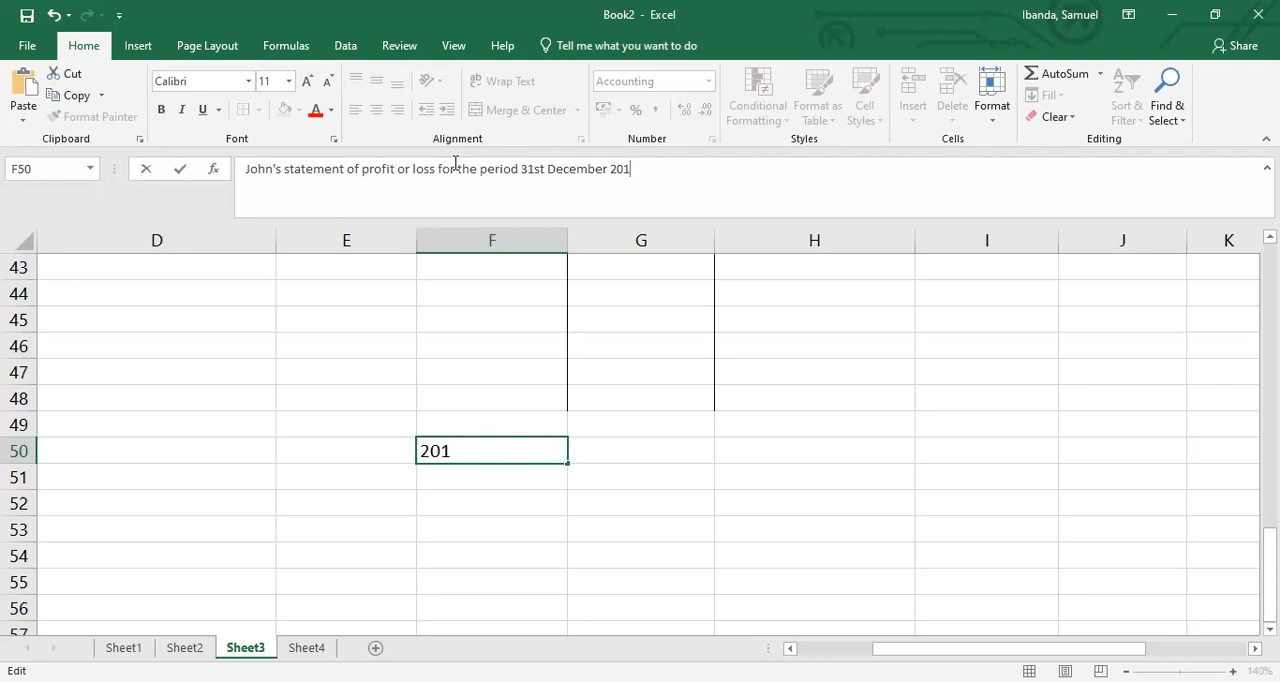 Book2 - Excel
Ibanda, Samuel
File
Home
Insert
Page Layout
Formulas
Data
Review
View
Help
Tell me what you want to do
Share
Paste
Cut
Copy
Format Painter
Clipboard
Calibri
11
B I U
Font
Wrap Text
Merge & Center
Alignment
Accounting
%
Number
Conditional Formatting
Format as Table
Cell Styles
Styles
Insert
Delete
Format
Cells
AutoSum
Fill
Clear
Sort & Filter
Find & Select
Editing
F50
fx
John's statement of profit or loss for the period 31st December 201
D E F G H I J K
43
44
45
46
47
48
49
50 201
51
52
53
54
55
56
57
Sheet1 Sheet2 Sheet3 Sheet4
Edit
140%